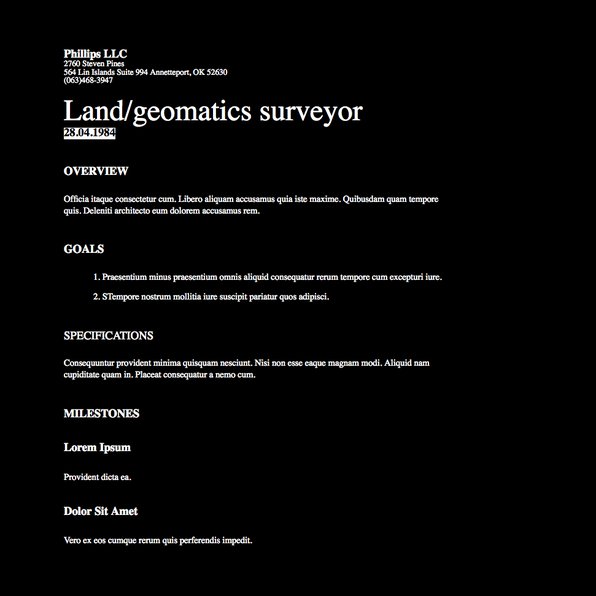 Phillips LLC
2760 Steven Pines
564 Lin Islands Suite 994 Annetteport, OK 52630
(063)468-3947
Land/geomatics surveyor
28.04.1984
OVERVIEW
Officia itaque consectetur cum. Libero aliquam accusamus quia iste maxime. Quibusdam quam tempore
quis. Deleniti architecto eum dolorem accusamus rem.
GOALS
1. Praesentium minus praesentium omnis aliquid consequatur rerum tempore cum excepturi iure.
2. STempore nostrum mollitia iure suscipit pariatur quos adipisci.
SPECIFICATIONS
Consequuntur provident minima quisquam nesciunt. Nisi non esse eaque magnam modi. Aliquid nam
cupiditate quam in. Placeat consequatur a nemo cum.
MILESTONES
Lorem Ipsum
Provident dicta ea.
Dolor Sit Amet
Vero ex eos cumque rerum quis perferendis impedit.